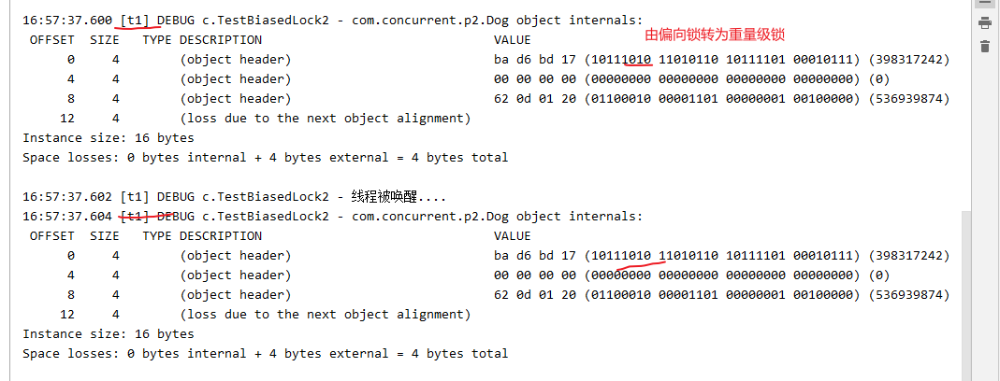 16:57:37.600 [t1] DEBUG c.TestBiasedLock2 - com.concurrent.p2.Dog object internals:
OFFSET SIZE TYPE DESCRIPTION VALUE
由偏向锁转为重量级锁
0 4 (object header) ba d6 bd 17 (10111010 11010110 10111101 00010111) (398317242)
4 4 (object header) 00 00 00 00 (00000000 00000000 00000000 00000000) (0)
8 4 (object header) 62 0d 01 20 (01100010 00001101 00000001 00100000) (536939874)
12 4 (loss due to the next object alignment)
Instance size: 16 bytes
Space losses: 0 bytes internal + 4 bytes external = 4 bytes total
16:57:37.602 [t1] DEBUG c.TestBiasedLock2 - 线程被唤醒....
16:57:37.604 [t1] DEBUG c.TestBiasedLock2 - com.concurrent.p2.Dog object internals:
OFFSET SIZE TYPE DESCRIPTION VALUE
0 4 (object header) ba d6 bd 17 (10111010 11010110 10111101 00010111) (398317242)
4 4 (object header) 00 00 00 00 (00000000 00000000 00000000 00000000) (0)
8 4 (object header) 62 0d 01 20 (01100010 00001101 00000001 00100000) (536939874)
12 4 (loss due to the next object alignment)
Instance size: 16 bytes
Space losses: 0 bytes internal + 4 bytes external = 4 bytes total